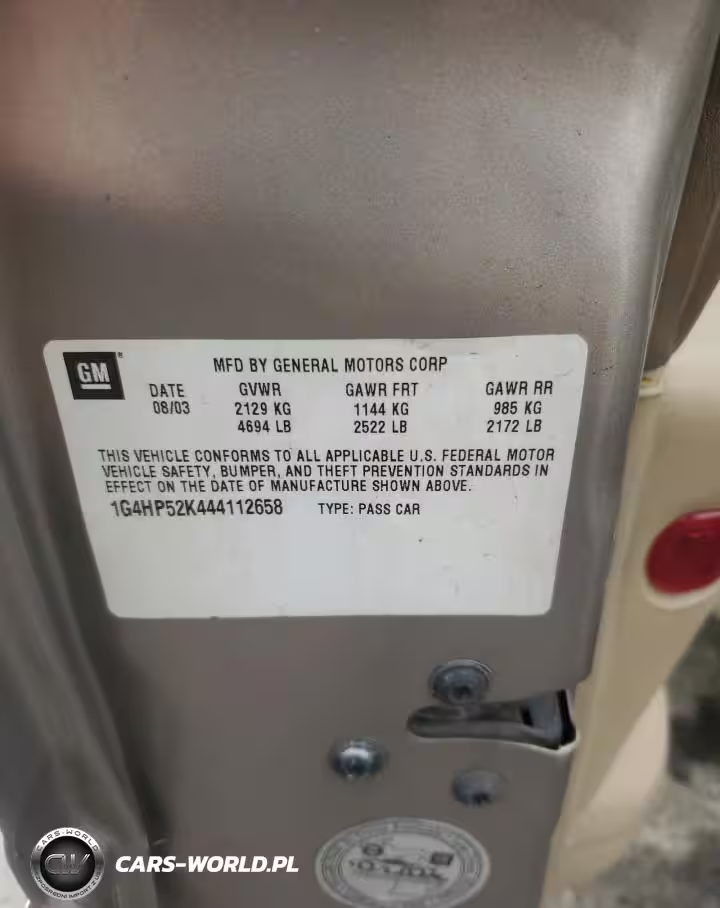 GM
MFD BY GENERAL MOTORS CORP
DATE GVWR GAWR FRT GAWR RR
08/03 2129 KG 1144 KG 985 KG
4694 LB 2522 LB 2172 LB
THIS VEHICLE CONFORMS TO ALL APPLICABLE U.S. FEDERAL MOTOR
VEHICLE SAFETY, BUMPER, AND THEFT PREVENTION STANDARDS IN
EFFECT ON THE DATE OF MANUFACTURE SHOWN ABOVE.
1G4HP52K444112658 TYPE: PASS CAR
CARS-WORLD
CW
CARS-WORLD.PL